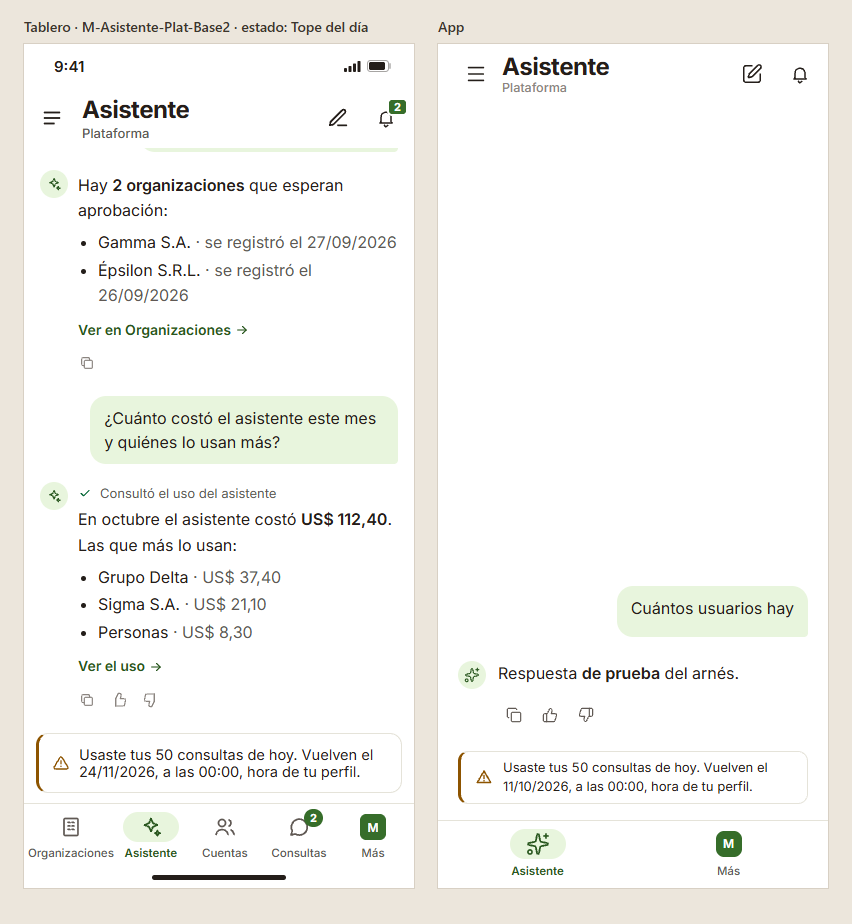 Tablero · M-Asistente-Plat-Base2 · estado: Tope del día
9:41
Asistente
Plataforma
2
Hay 2 organizaciones que esperan
aprobación:
• Gamma S.A. · se registró el 27/09/2026
• Épsilon S.R.L. · se registró el
26/09/2026
Ver en Organizaciones →
¿Cuánto costó el asistente este mes
y quiénes lo usan más?
Consultó el uso del asistente
En octubre el asistente costó US$ 112,40.
Las que más lo usan:
• Grupo Delta · US$ 37,40
• Sigma S.A. · US$ 21,10
• Personas · US$ 8,30
Ver el uso →
Usaste tus 50 consultas de hoy. Vuelven el
24/11/2026, a las 00:00, hora de tu perfil.
2
M
Organizaciones Asistente Cuentas Consultas Más
App
Asistente
Plataforma
Cuántos usuarios hay
Respuesta de prueba del arnés.
Usaste tus 50 consultas de hoy. Vuelven el
11/10/2026, a las 00:00, hora de tu perfil.
M
Asistente Más